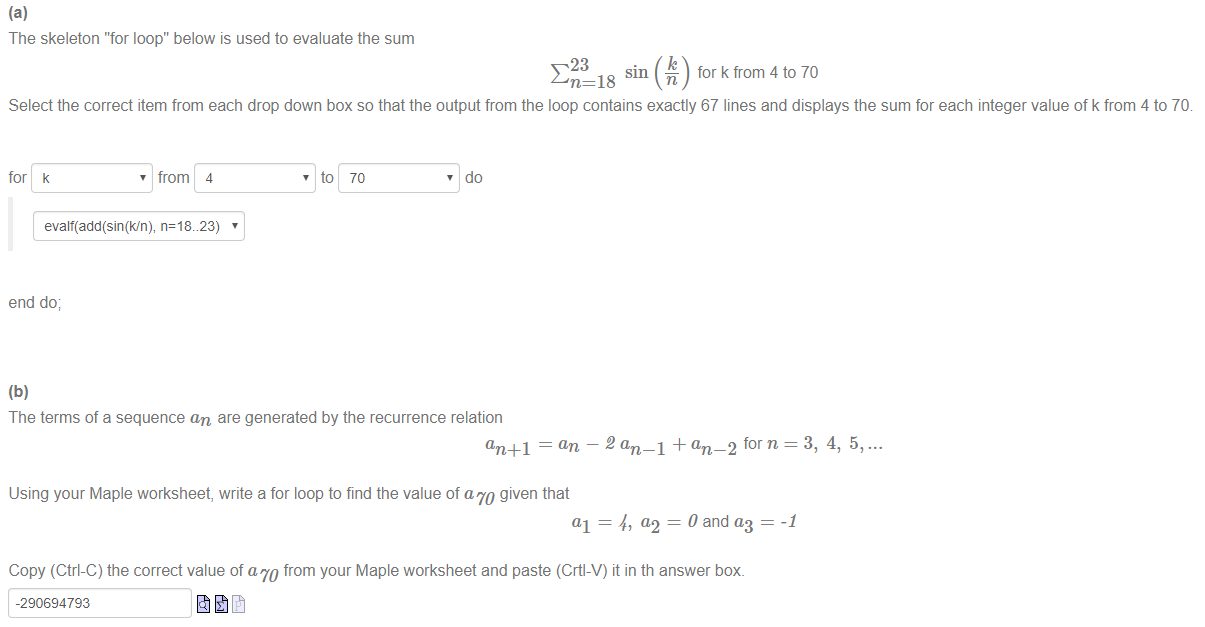 (a)
The skeleton "for loop" below is used to evaluate the sum
∑_{n=18}^{23} sin (k/n) for k from 4 to 70
Select the correct item from each drop down box so that the output from the loop contains exactly 67 lines and displays the sum for each integer value of k from 4 to 70.
for k from 4 to 70 do
evalf(add(sin(k/n), n=18..23)
end do;
(b)
The terms of a sequence a_n are generated by the recurrence relation
a_{n+1} = a_n − 2 a_{n−1} + a_{n−2} for n = 3, 4, 5, ...
Using your Maple worksheet, write a for loop to find the value of a_{70} given that
a_1 = 4, a_2 = 0 and a_3 = -1
Copy (Ctrl-C) the correct value of a_{70} from your Maple worksheet and paste (Crtl-V) it in th answer box.
-290694793